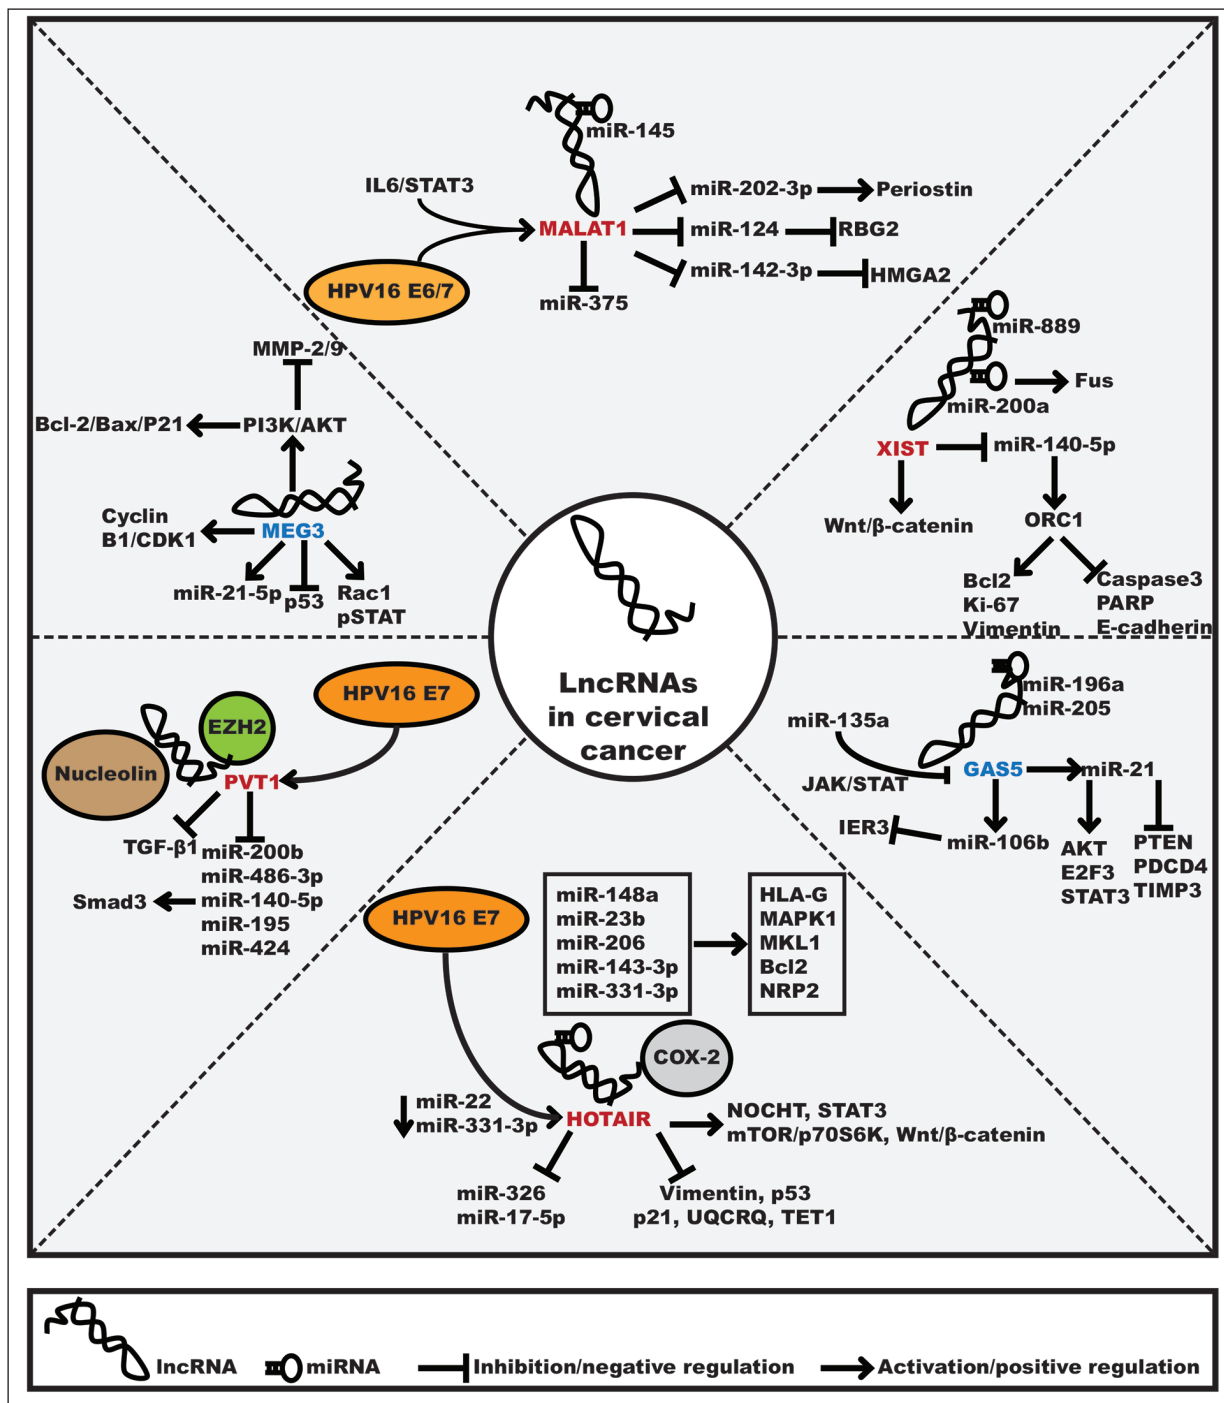 miR-145
IL6/STAT3
HPV16 E6/7
MALAT1
miR-202-3p
Periostin
miR-124
RBG2
miR-142-3p
HMGA2
miR-375
miR-889
Fus
miR-200a
XIST
miR-140-5p
Wnt/β-catenin
ORC1
Bcl2
Ki-67
Vimentin
Caspase3
PARP
E-cadherin
MMP-2/9
Bcl-2/Bax/P21
PI3K/AKT
Cyclin
B1/CDK1
MEG3
miR-21-5p
p53
Rac1
pSTAT
LncRNAs
in cervical
cancer
HPV16 E7
EZH2
Nucleolin
PVT1
TGF-β1
miR-200b
miR-486-3p
miR-140-5p
miR-195
miR-424
Smad3
miR-196a
miR-205
miR-135a
JAK/STAT
GAS5
miR-21
IER3
miR-106b
AKT
E2F3
STAT3
PTEN
PDCD4
TIMP3
HPV16 E7
miR-148a
miR-23b
miR-206
miR-143-3p
miR-331-3p
HLA-G
MAPK1
MKL1
Bcl2
NRP2
COX-2
miR-22
miR-331-3p
HOTAIR
NOCHT, STAT3
mTOR/p70S6K, Wnt/β-catenin
miR-326
miR-17-5p
Vimentin, p53
p21, UQCRQ, TET1
lncRNA
miRNA
Inhibition/negative regulation
Activation/positive regulation